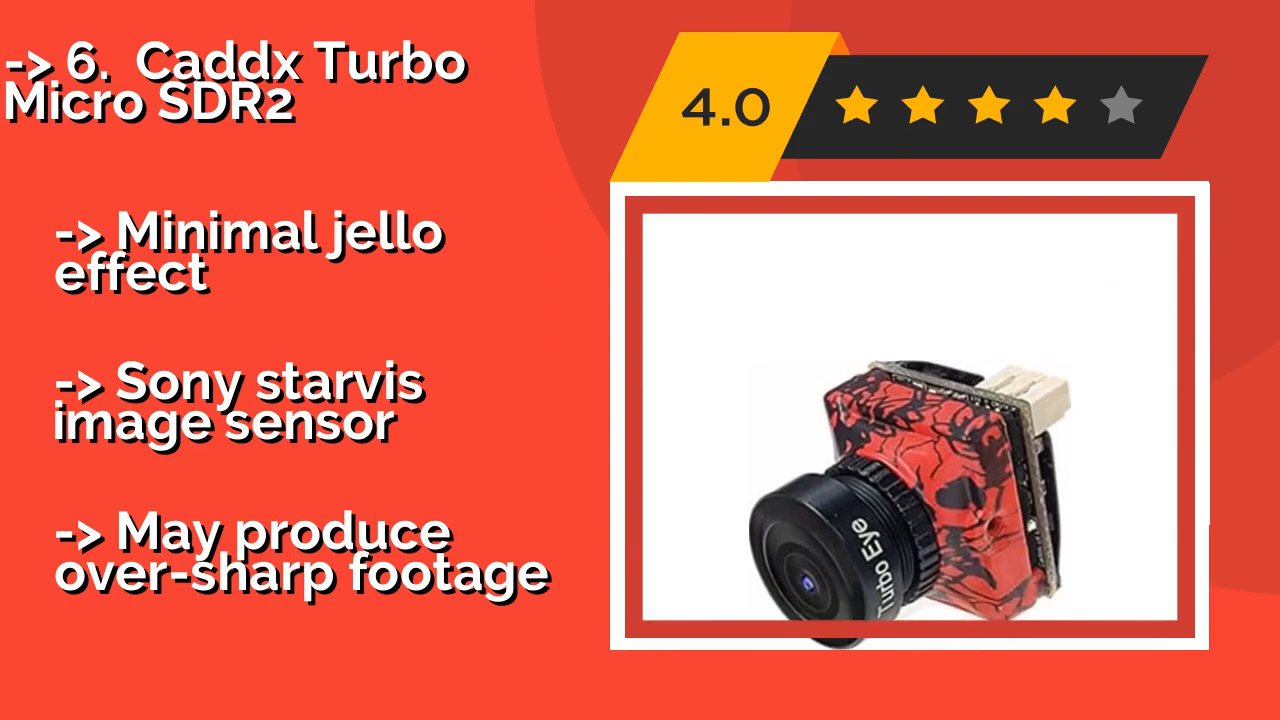 -> 6.  Caddx Turbo
Micro SDR2
4.0
-> Minimal jello
effect
-> Sony starvis
image sensor
-> May produce
over-sharp footage
Turbo Eye